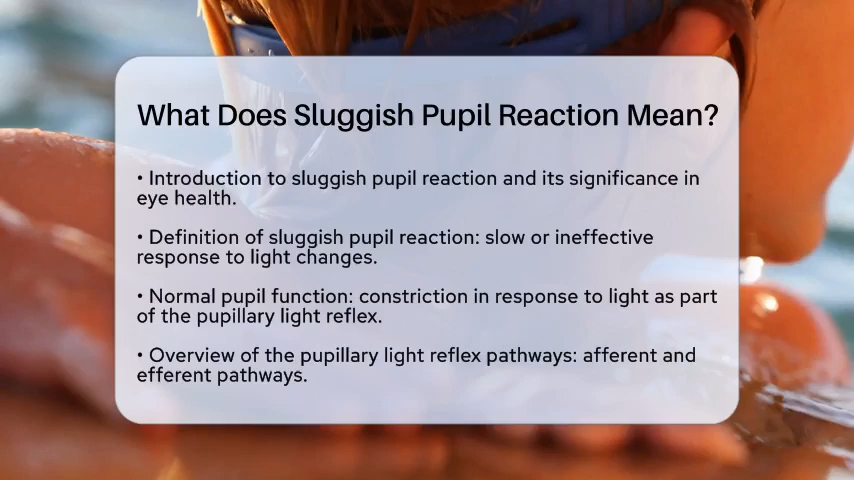 What Does Sluggish Pupil Reaction Mean?
• Introduction to sluggish pupil reaction and its significance in
eye health.
• Definition of sluggish pupil reaction: slow or ineffective
response to light changes.
• Normal pupil function: constriction in response to light as part
of the pupillary light reflex.
• Overview of the pupillary light reflex pathways: afferent and
efferent pathways.